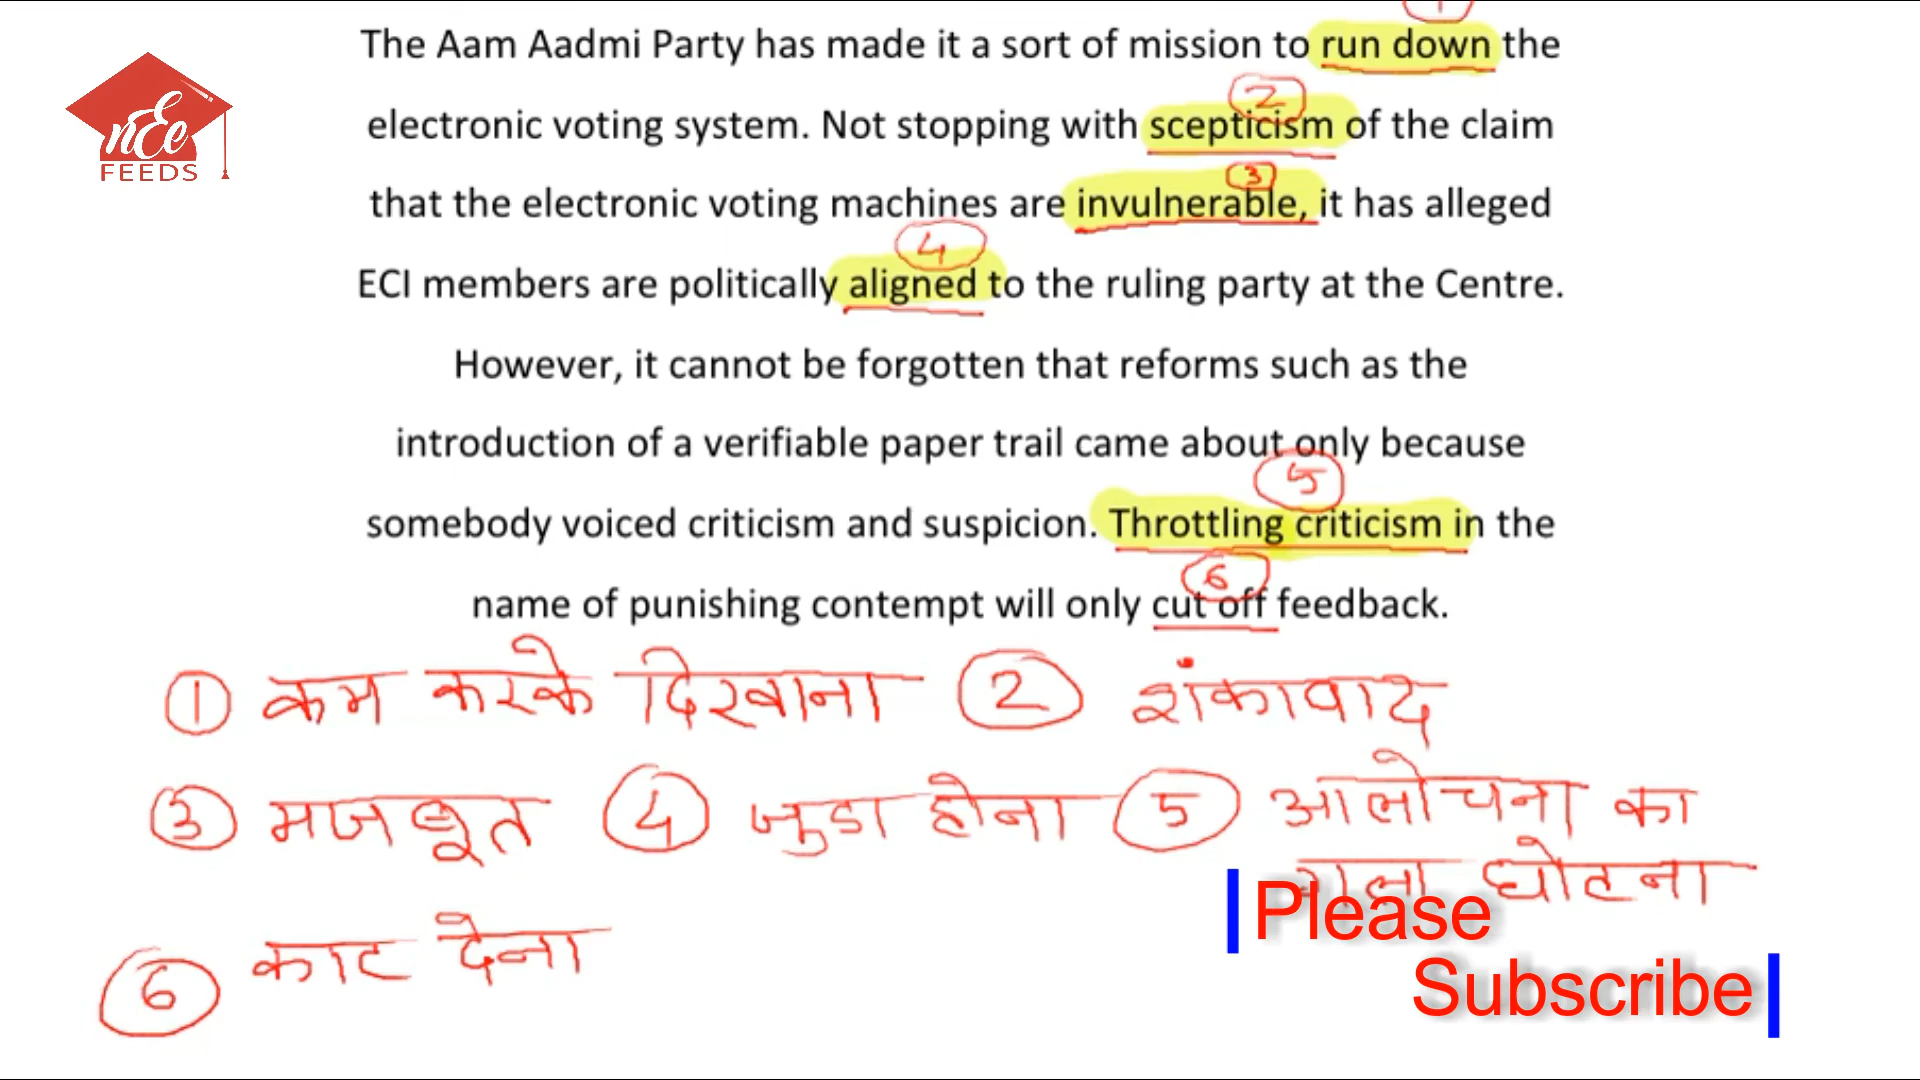 1
The Aam Aadmi Party has made it a sort of mission to run down the
2
electronic voting system. Not stopping with scepticism of the claim
3
that the electronic voting machines are invulnerable, it has alleged
4
ECI members are politically aligned to the ruling party at the Centre.
However, it cannot be forgotten that reforms such as the
introduction of a verifiable paper trail came about only because
5
somebody voiced criticism and suspicion. Throttling criticism in the
6
name of punishing contempt will only cut off feedback.
nEe
FEEDS
1 कम करके दिखाना 2 शंकावाद
3 मजबूत 4 जुडा होना 5 आलोचना का
गला घोटना
6 काट देना
Please
Subscribe